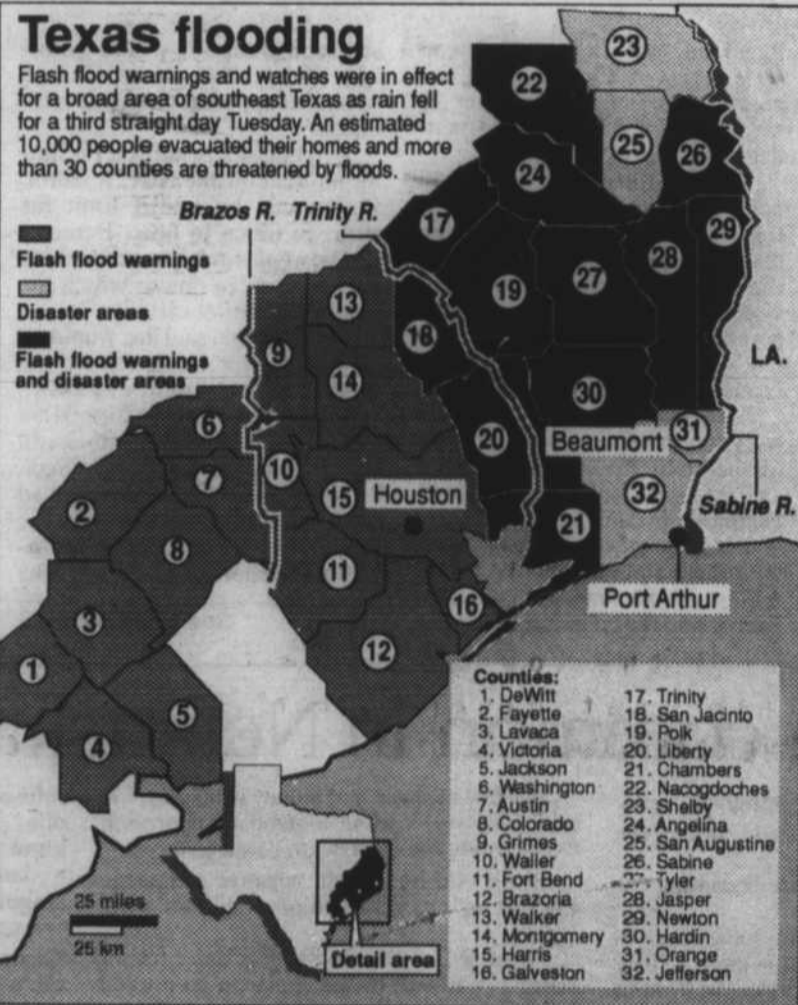 Texas flooding
Flash flood warnings and watches were in effect
for a broad area of southeast Texas as rain fell
for a third straight day Tuesday. An estimated
10,000 people evacuated their homes and more
than 30 counties are threatened by floods.
Brazos R. Trinity R.
Flash flood warnings
Disaster areas
Flash flood warnings
and disaster areas
23
22
25
26
24
17
29
28
27
19
13
18
9
14
LA.
30
6
31
20
Beaumont
10
7
15
Houston
32
Sabine R.
2
21
8
11
Port Arthur
16
3
12
1
5
4
Counties:
1. DeWitt
2. Fayette
3. Lavaca
4. Victoria
5. Jackson
6. Washington
7. Austin
8. Colorado
9. Grimes
10. Waller
11. Fort Bend
12. Brazoria
13. Walker
14. Montgomery
15. Harris
16. Galveston
17. Trinity
18. San Jacinto
19. Polk
20. Liberty
21. Chambers
22. Nacogdoches
23. Shelby
24. Angelina
25. San Augustine
26. Sabine
27. Tyler
28. Jasper
29. Newton
30. Hardin
31. Orange
32. Jefferson
25 miles
25 km
Detail area